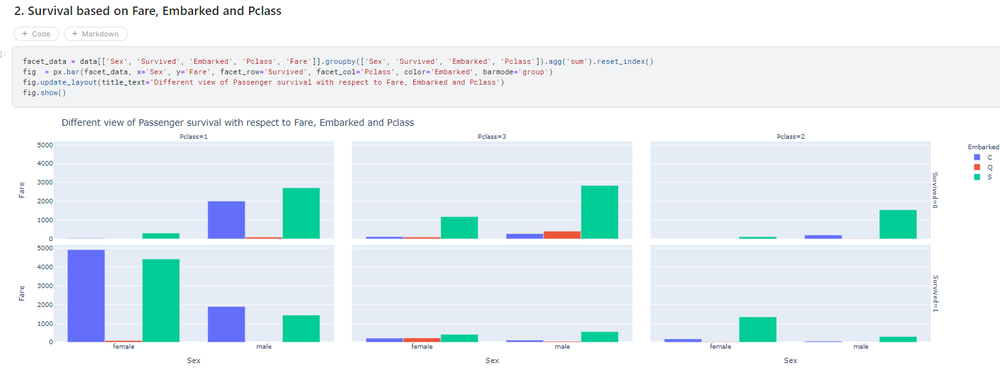 2. Survival based on Fare, Embarked and Pclass
+ Code + Markdown
]:
facet_data = data[['Sex', 'Survived', 'Embarked', 'Pclass', 'Fare']].groupby(['Sex', 'Survived', 'Embarked', 'Pclass']).agg('sum').reset_index()
fig  = px.bar(facet_data, x='Sex', y='Fare', facet_row='Survived', facet_col='Pclass', color='Embarked', barmode='group')
fig.update_layout(title_text='Different view of Passenger survival with respect to Fare, Embarked and Pclass')
fig.show()
Different view of Passenger survival with respect to Fare, Embarked and Pclass
Pclass=1 Pclass=3 Pclass=2
Embarked
C
Q
S
5000
4000
3000
2000
1000
0
Fare
Survived=0
5000
4000
3000
2000
1000
0
Fare
Survived=1
female male female male female male
Sex Sex Sex